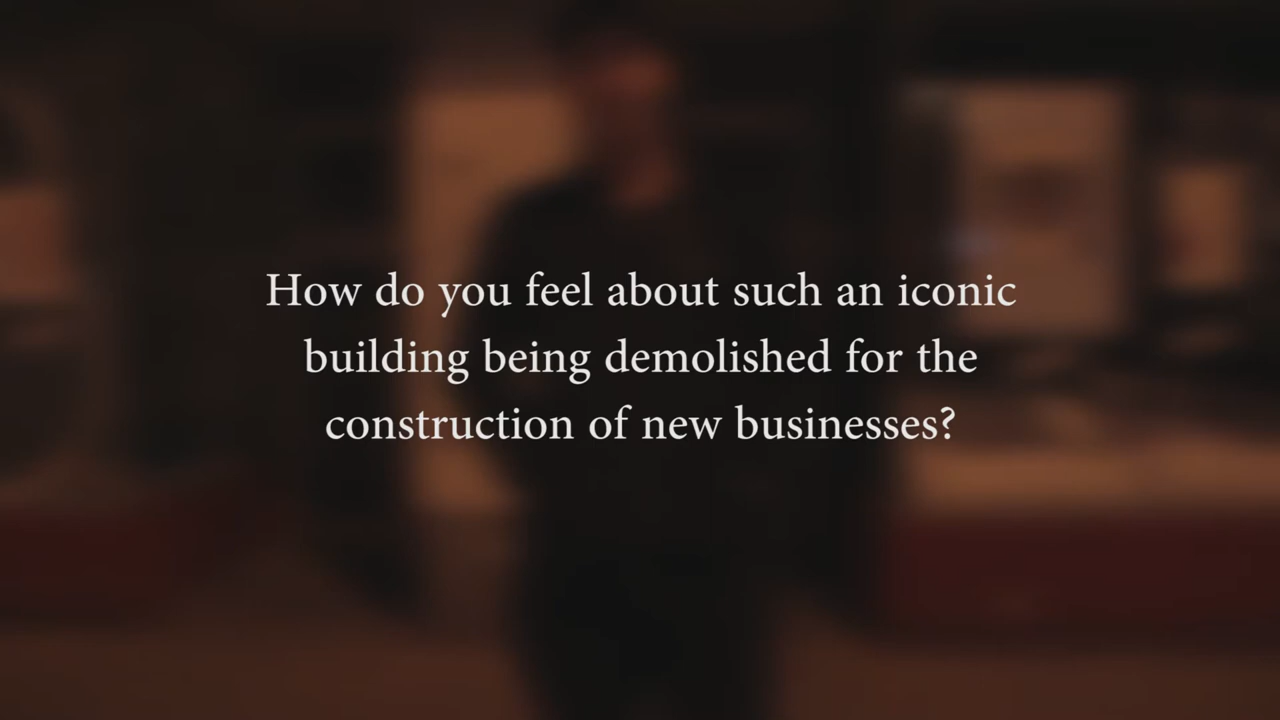 How do you feel about such an iconic
building being demolished for the
construction of new businesses?